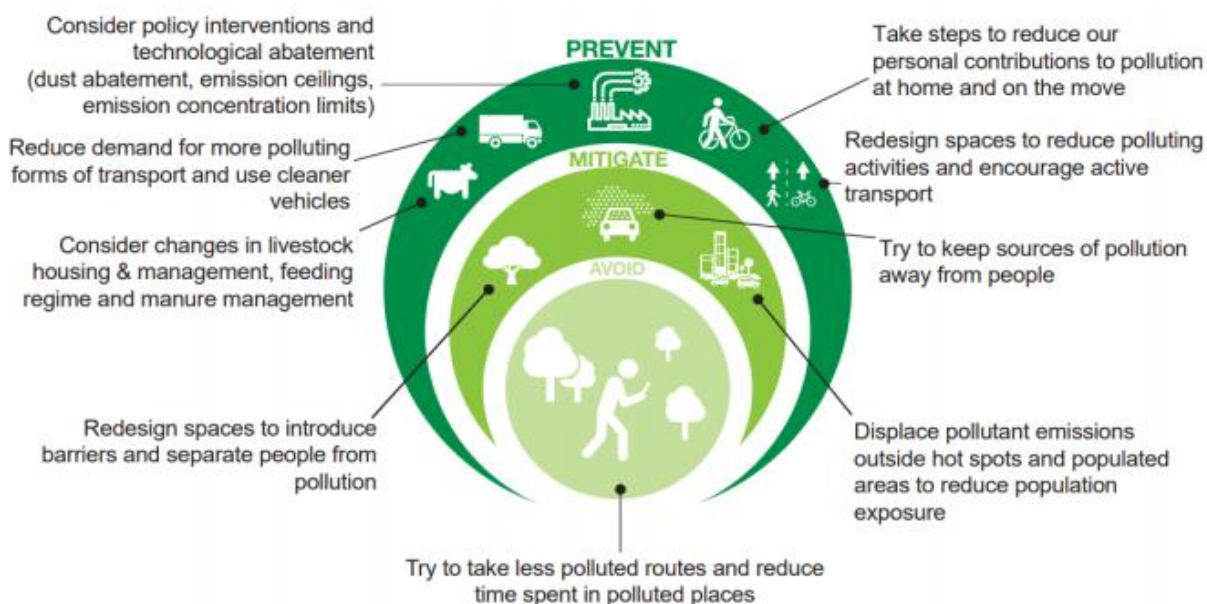 Consider policy interventions and
technological abatement
(dust abatement, emission ceilings,
emission concentration limits)
Reduce demand for more polluting
forms of transport and use cleaner
vehicles
Consider changes in livestock
housing & management, feeding
regime and manure management
Redesign spaces to introduce
barriers and separate people from
pollution
PREVENT
MITIGATE
AVOID
Take steps to reduce our
personal contributions to pollution
at home and on the move
Redesign spaces to reduce polluting
activities and encourage active
transport
Try to keep sources of pollution
away from people
Displace pollutant emissions
outside hot spots and populated
areas to reduce population
exposure
Try to take less polluted routes and reduce
time spent in polluted places